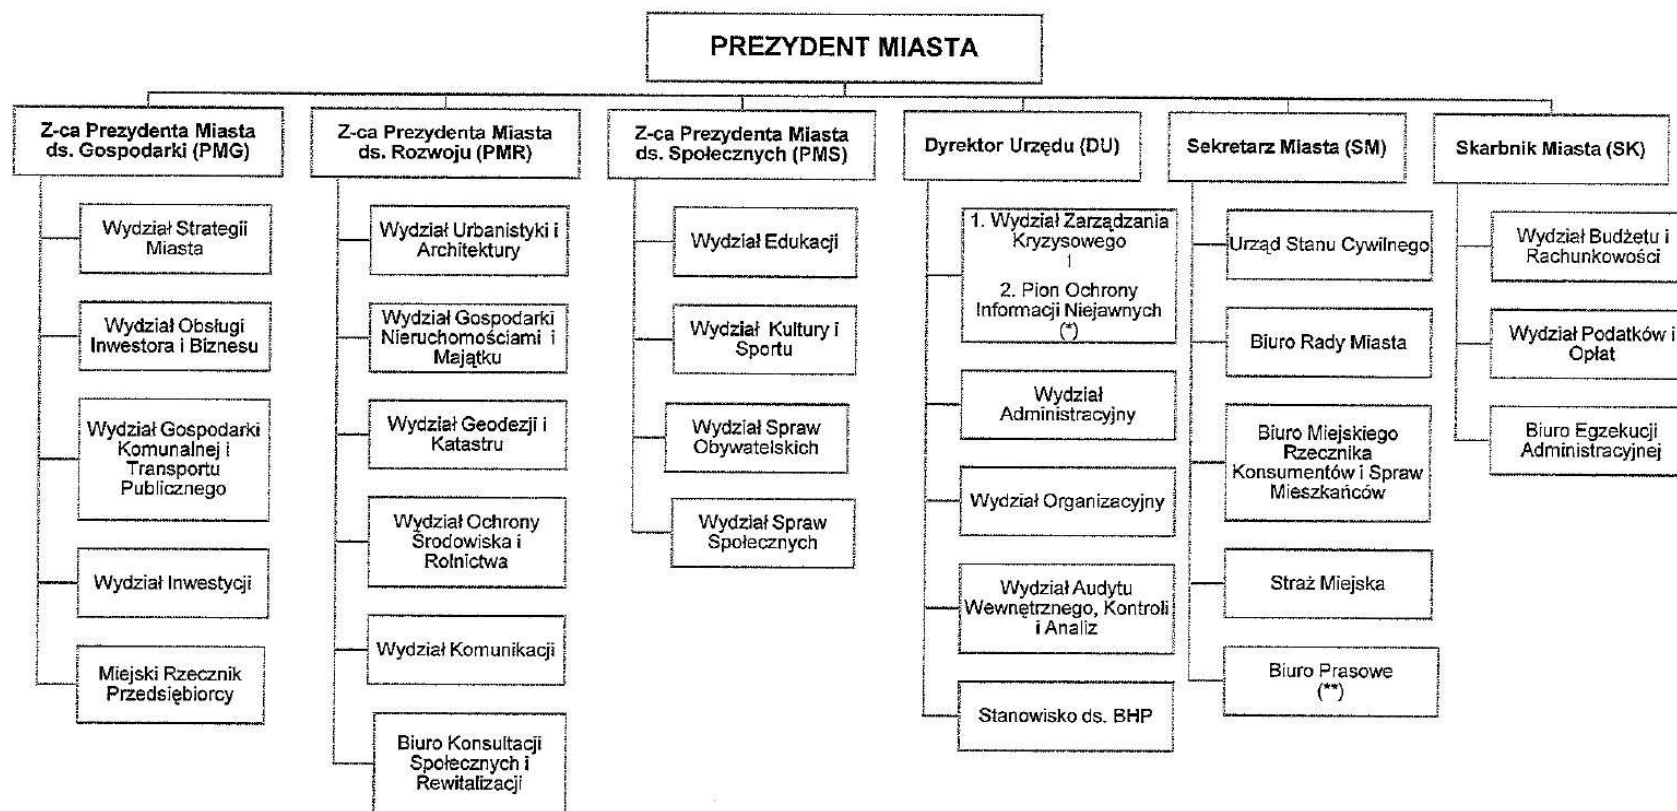 PREZYDENT MIASTA
Z-ca Prezydenta Miasta
ds. Gospodarki (PMG)
Wydział Strategii
Miasta
Wydział Obsługi
Inwestora i Biznesu
Wydział Gospodarki
Komunalnej i
Transportu
Publicznego
Wydział Inwestycji
Miejski Rzecznik
Przedsiębiorcy
Z-ca Prezydenta Miasta
ds. Rozwoju (PMR)
Wydział Urbanistyki i
Architektury
Wydział Gospodarki
Nieruchomościami i
Majątku
Wydział Geodezji i
Katastru
Wydział Ochrony
Środowiska i
Rolnictwa
Wydział Komunikacji
Biuro Konsultacji
Społecznych i
Rewitalizacji
Z-ca Prezydenta Miasta
ds. Społecznych (PMS)
Wydział Edukacji
Wydział Kultury i
Sportu
Wydział Spraw
Obywatelskich
Wydział Spraw
Społecznych
Dyrektor Urzędu (DU)
1. Wydział Zarządzania
Kryzysowego
I
2. Pion Ochrony
Informacji Niejawnych
(*)
Wydział
Administracyjny
Wydział Organizacyjny
Wydział Audytu
Wewnętrznego, Kontroli
i Analiz
Stanowisko ds. BHP
Sekretarz Miasta (SM)
Urząd Stanu Cywilnego
Biuro Rady Miasta
Biuro Miejskiego
Rzecznika
Konsumentów i Spraw
Mieszkańców
Straż Miejska
Biuro Prasowe
(**)
Skarbnik Miasta (SK)
Wydział Budżetu i
Rachunkowości
Wydział Podatków i
Opłat
Biuro Egzekucji
Administracyjnej